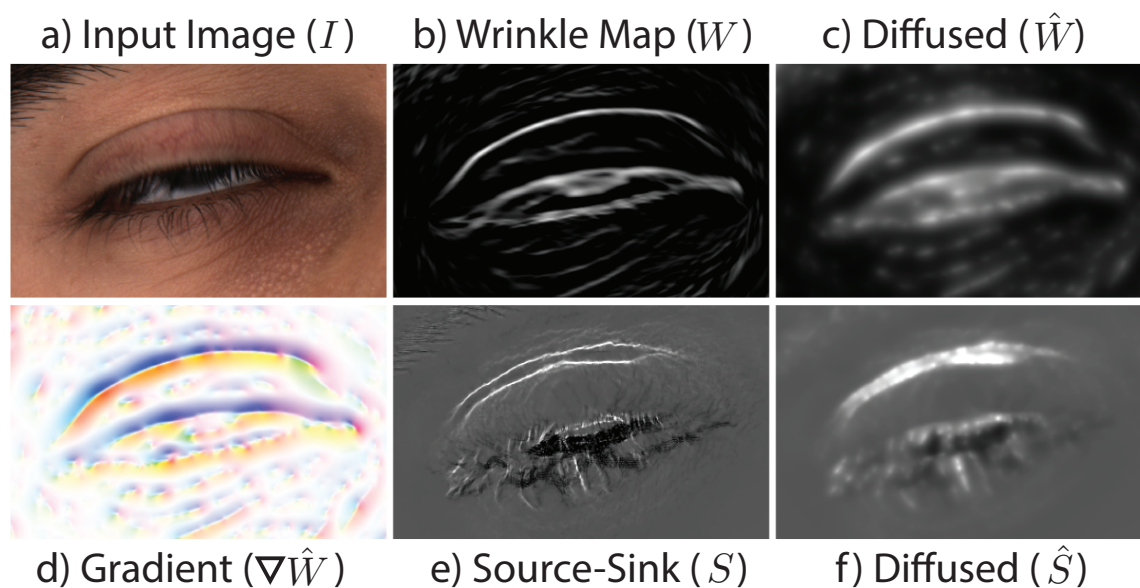 a) Input Image (I)
b) Wrinkle Map (W)
c) Diffused (Ŵ)
d) Gradient (∇Ŵ)
e) Source-Sink (S)
f) Diffused (Ŝ)